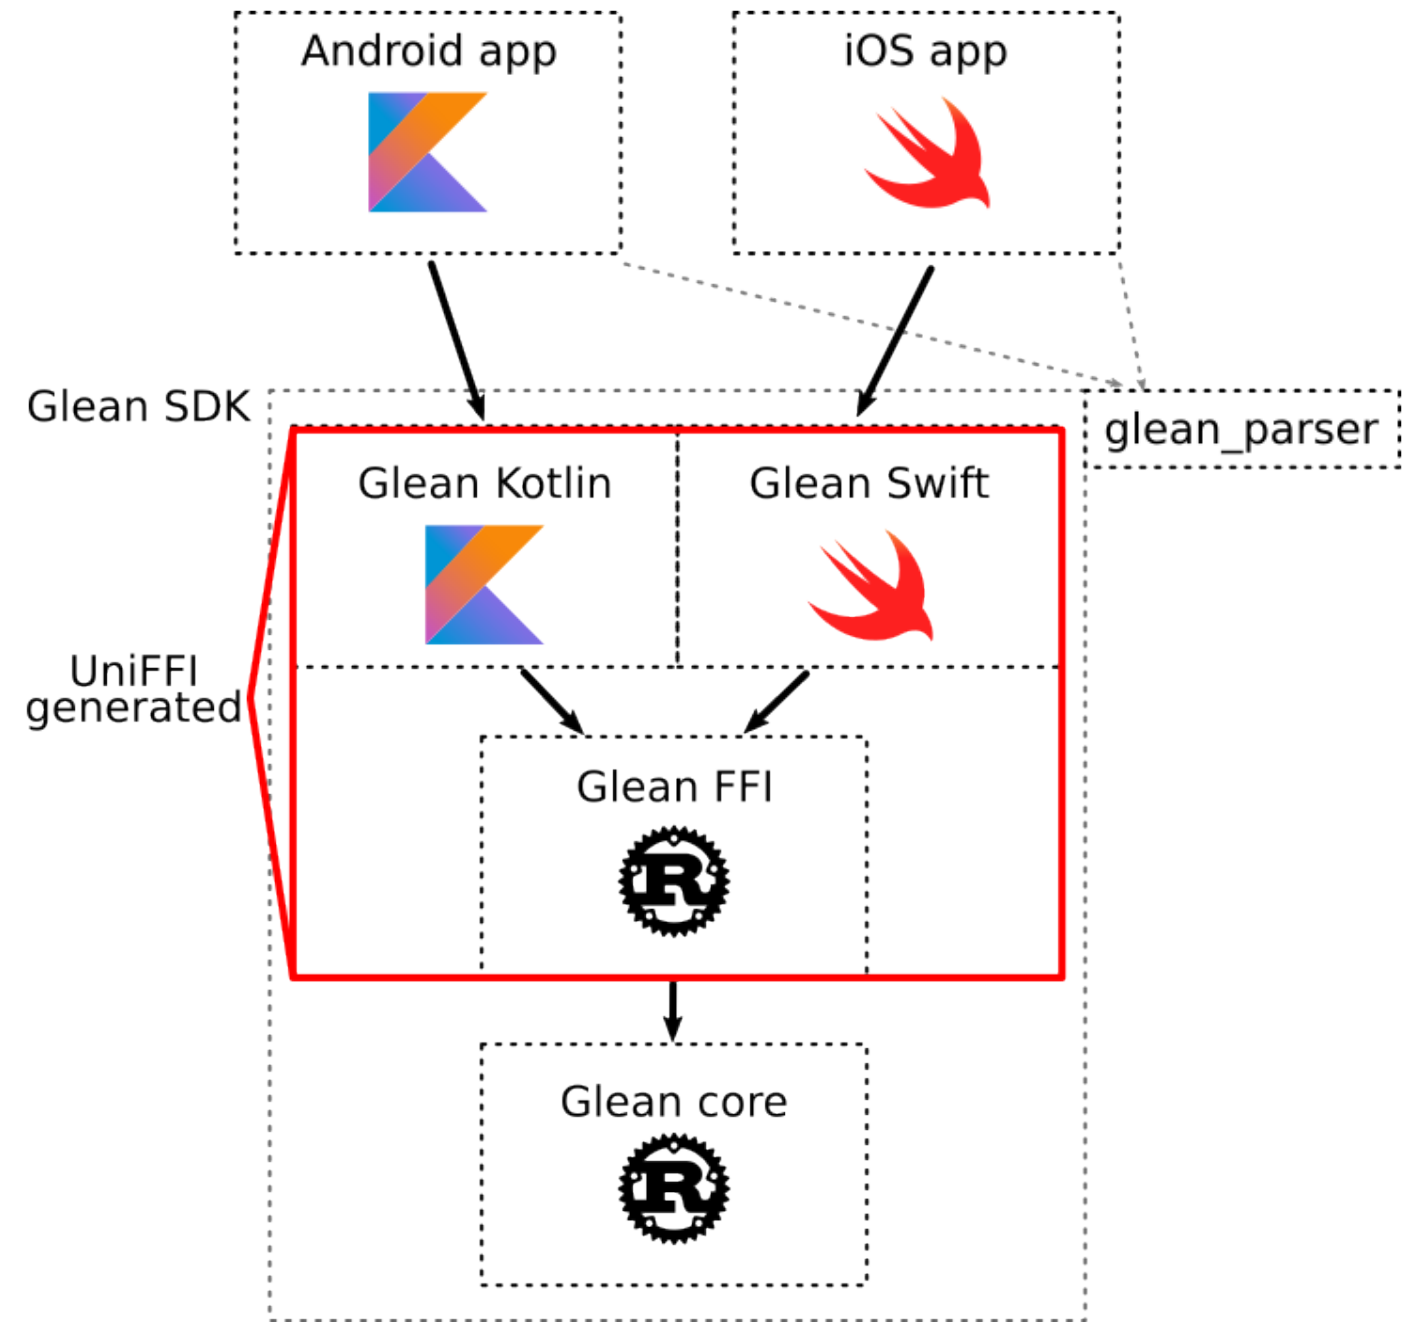 Android app
iOS app
Glean SDK
glean_parser
Glean Kotlin
Glean Swift
UniFFI
generated
Glean FFI
R
Glean core
R